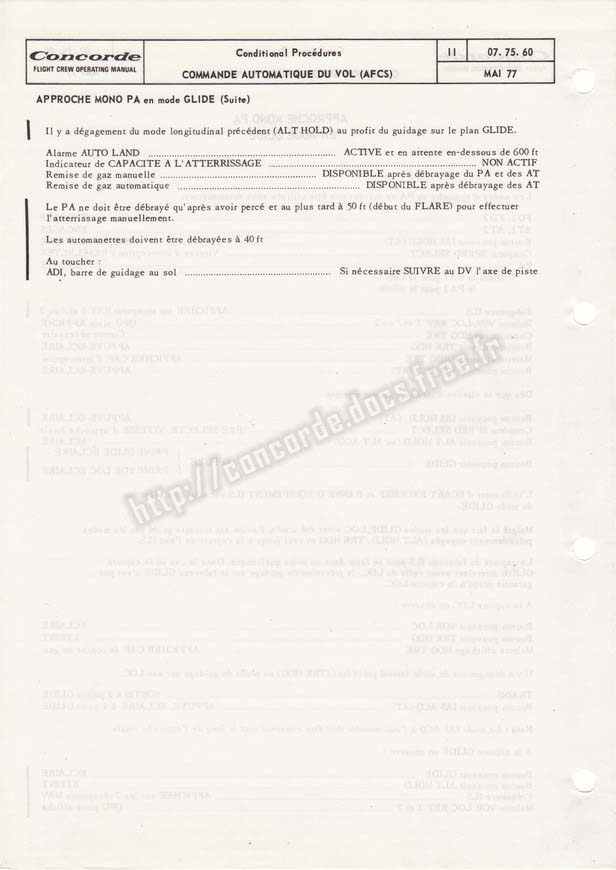 Concorde
FLIGHT CREW OPERATING MANUAL
Conditional Procédures
COMMANDE AUTOMATIQUE DU VOL (AFCS)
II
07. 75. 60
MAI 77
APPROCHE MONO PA en mode GLIDE (Suite)
Il y a dégagement du mode longitudinal précédent (ALT HOLD) au profit du guidage sur le plan GLIDE.
Alarme AUTO LAND ... ACTIVE et en attente en-dessous de 600 ft
Indicateur de CAPACITE A L'ATTERRISSAGE ... NON ACTIF
Remise de gaz manuelle ... DISPONIBLE après débrayage du PA et des AT
Remise de gaz automatique ... DISPONIBLE après débrayage des AT
Le PA ne doit être débrayé qu'après avoir percé et au plus tard à 50 ft (début du FLARE) pour effectuer
l'atterrissage manuellement.
Les automanettes doivent être débrayées à 40 ft
Au toucher :
ADI, barre de guidage au sol ... Si nécessaire SUIVRE au DV l'axe de piste
http://concorde.docs.free.fr